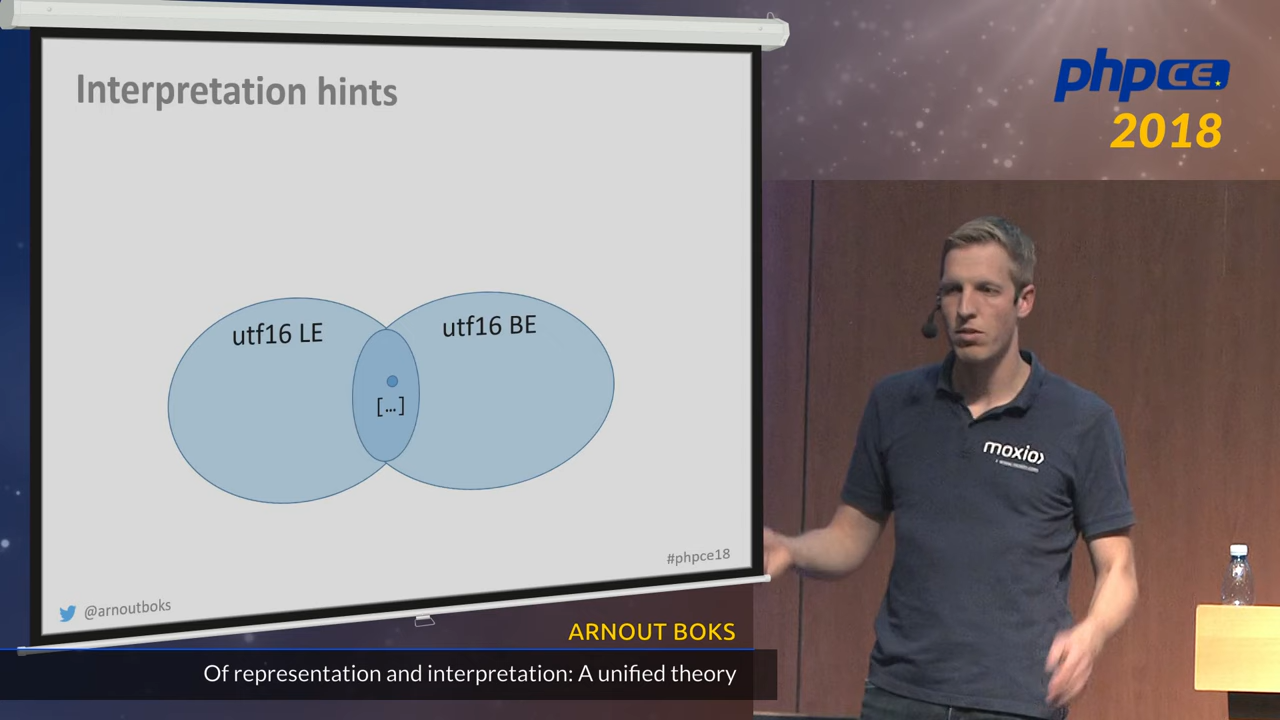 Interpretation hints
utf16 LE
utf16 BE
[...]
#phpce18
@arnoutboks
phpce.
2018
moxio
ARNOUT BOKS
Of representation and interpretation: A unified theory